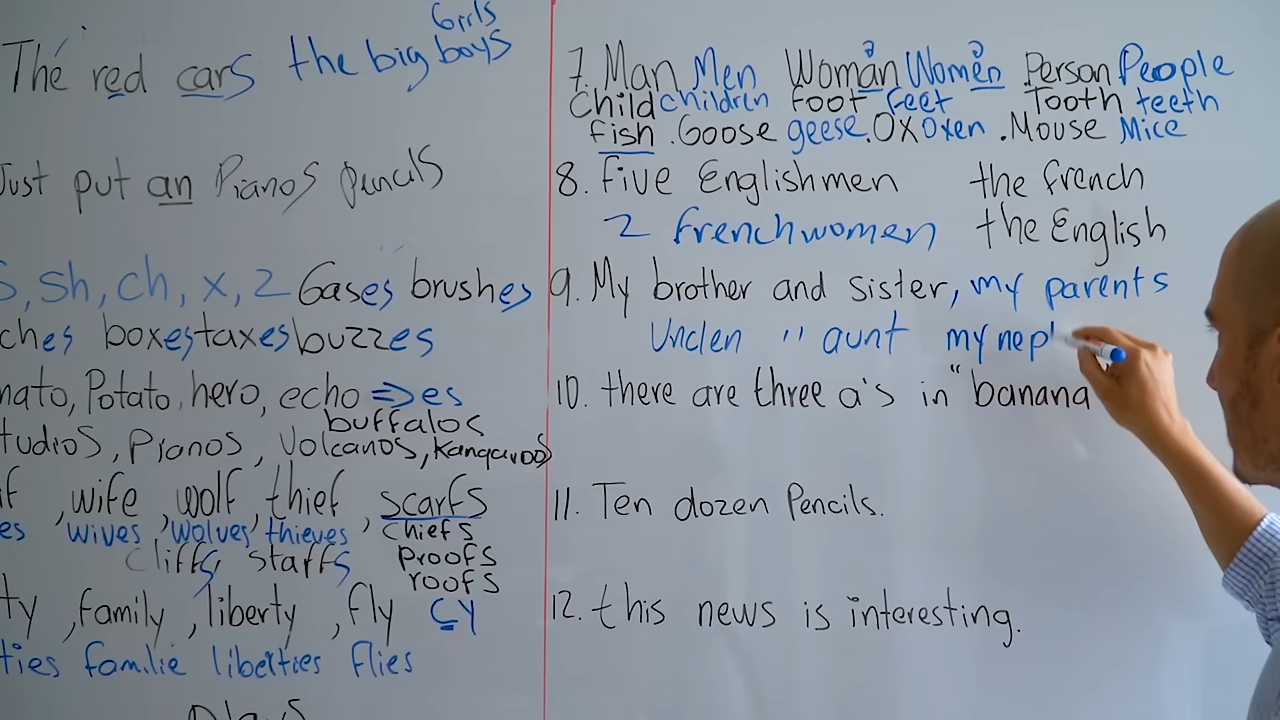 Girls
The red cars the big boys
Just put an Pianos pencils
s, sh, ch, x, z Gases brushes
ches boxes taxes buzzes
mato, Potato, hero, echo => es
buffalos
tudios, Pianos, Volcanos, Kangaroos
f, wife, wolf, thief, scarfs
es wives, wolves, thieves, chiefs
cliffs, staffs proofs
roofs
ty, family, liberty, fly CY
ties familie liberties flies
7. Man Men Woman Women Person People
Child children Foot feet Tooth teeth
fish. Goose geese. Ox oxen. Mouse Mice
8. five Englishmen the french
2 frenchwomen the English
9. My brother and sister, my parents
Unclen " aunt my nep
10. there are three a's in "banana
11. Ten dozen Pencils.
12. this news is interesting.